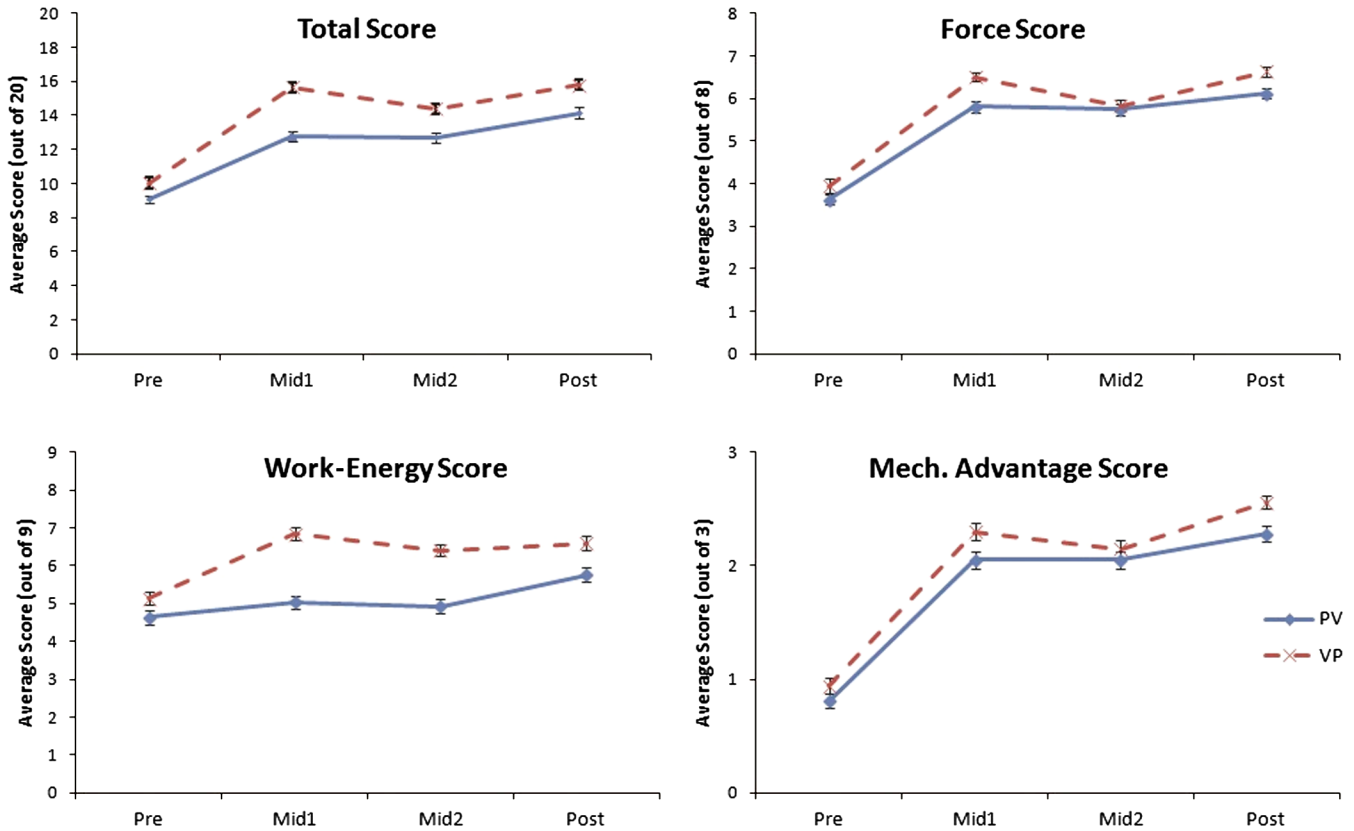 Total Score
Average Score (out of 20)
20
18
16
14
12
10
8
6
4
2
0
Pre Mid1 Mid2 Post
Force Score
Average Score (out of 8)
8
7
6
5
4
3
2
1
0
Pre Mid1 Mid2 Post
Work-Energy Score
Average Score (out of 9)
9
8
7
6
5
4
3
2
1
0
Pre Mid1 Mid2 Post
Mech. Advantage Score
Average Score (out of 3)
3
2
1
0
PV
VP
Pre Mid1 Mid2 Post